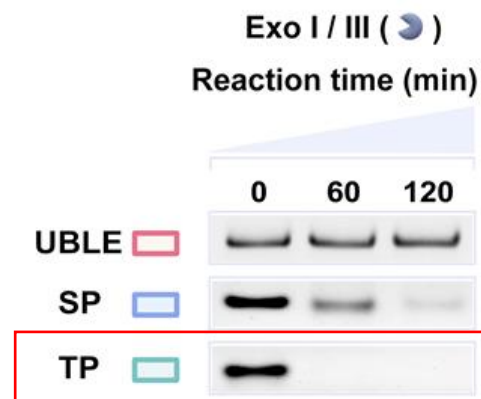 Exo I / III ( )
Reaction time (min)
0 60 120
UBLE
SP
TP